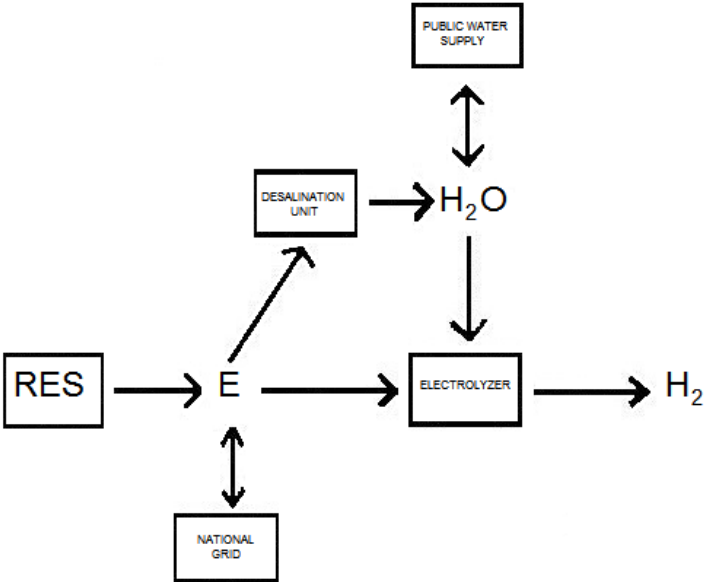 PUBLIC WATER
SUPPLY
DESALINATION
UNIT
H₂O
RES
E
ELECTROLYZER
H₂
NATIONAL
GRID